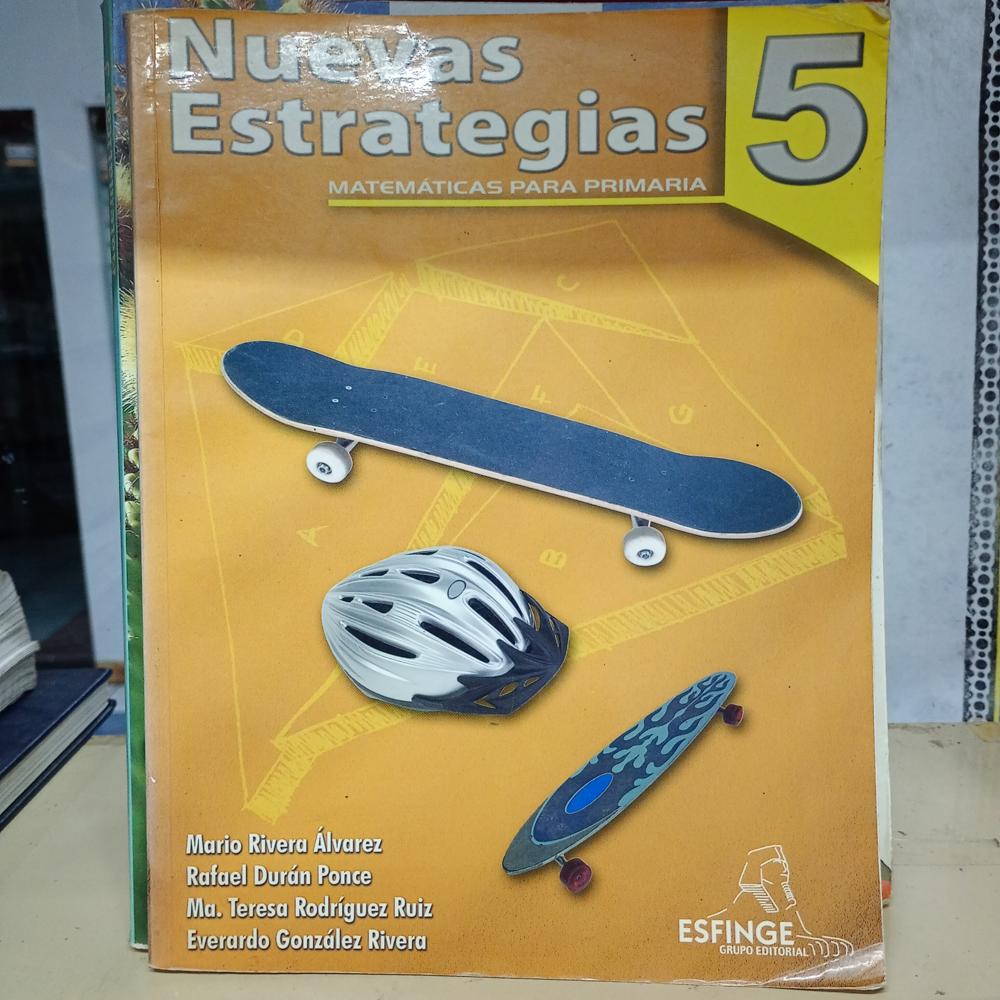 Nuevas
Estrategias
5
MATEMÁTICAS PARA PRIMARIA
C
D
E
F
G
A
B
Mario Rivera Álvarez
Rafael Durán Ponce
Ma. Teresa Rodríguez Ruiz
Everardo González Rivera
ESFINGE
GRUPO EDITORIAL